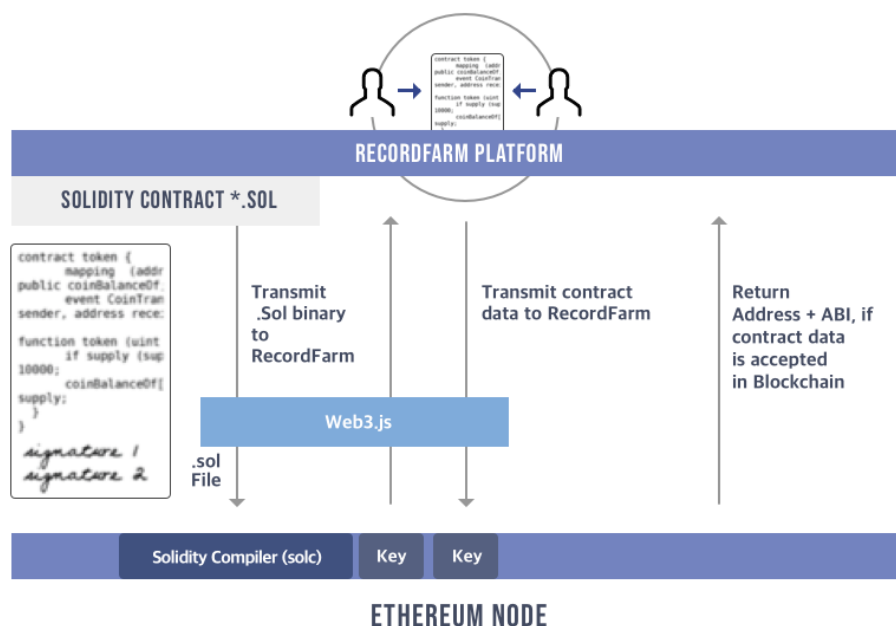 contract token {
mapping (addr
public coinBalanceOf
event CoinTran
sender, address rece
function token (uint
if supply (sup
10000;
coinBalanceOf[
supply;
RECORDFARM PLATFORM
SOLIDITY CONTRACT *.SOL
contract token {
mapping (addr
public coinBalanceOf
event CoinTran
sender, address rece
function token (uint
if supply (sup
10000;
coinBalanceOf[
supply;
}
}
signature 1
signature 2
Transmit
.Sol binary
to
RecordFarm
Transmit contract
data to RecordFarm
Return
Address + ABI, if
contract data
is accepted
in Blockchain
Web3.js
.sol
File
Solidity Compiler (solc)
Key
Key
ETHEREUM NODE